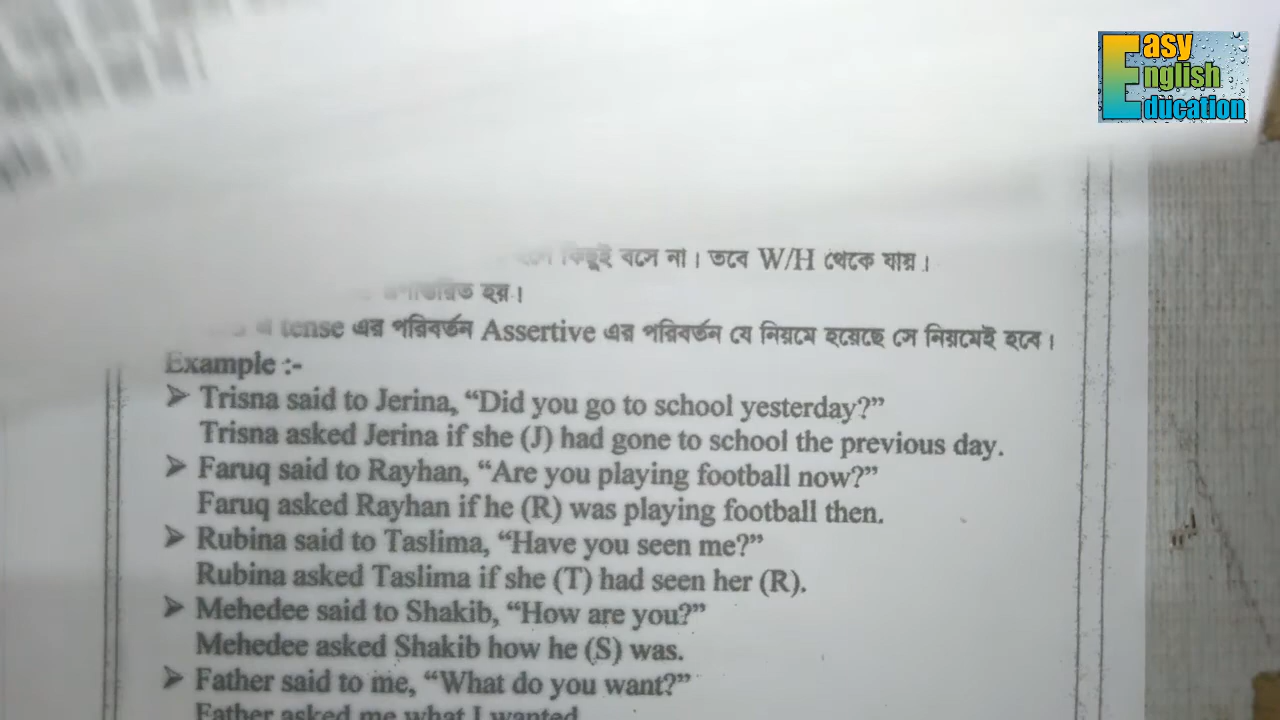 Easy
English
Education
কিছুই বসে না। তবে W/H থেকে যায়।
হয়।
tense এর পরিবর্তন Assertive এর পরিবর্তন যে নিয়মে হয়েছে সে নিয়মেই হবে।
Example :-
➤ Trisna said to Jerina, “Did you go to school yesterday?”
Trisna asked Jerina if she (J) had gone to school the previous day.
➤ Faruq said to Rayhan, “Are you playing football now?”
Faruq asked Rayhan if he (R) was playing football then.
➤ Rubina said to Taslima, “Have you seen me?”
Rubina asked Taslima if she (T) had seen her (R).
➤ Mehedee said to Shakib, “How are you?”
Mehedee asked Shakib how he (S) was.
➤ Father said to me, “What do you want?”
Father asked me what I wanted